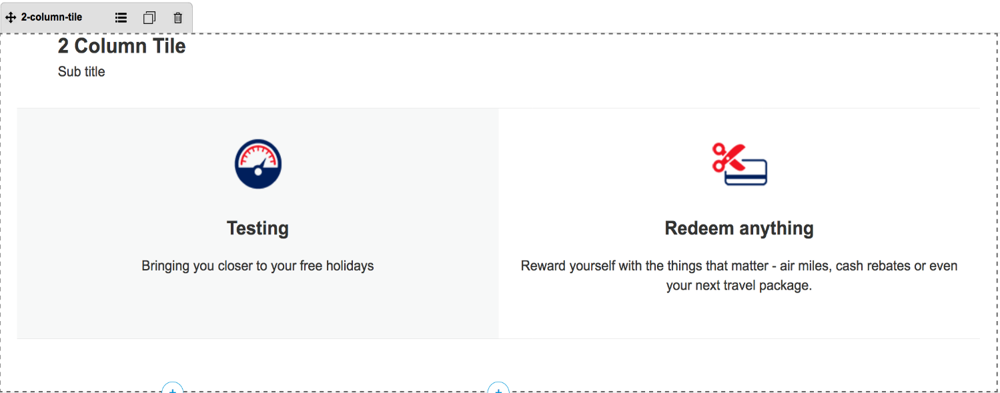 2-column-tile
2 Column Tile
Sub title
Testing
Redeem anything
Bringing you closer to your free holidays
Reward yourself with the things that matter - air miles, cash rebates or even
your next travel package.